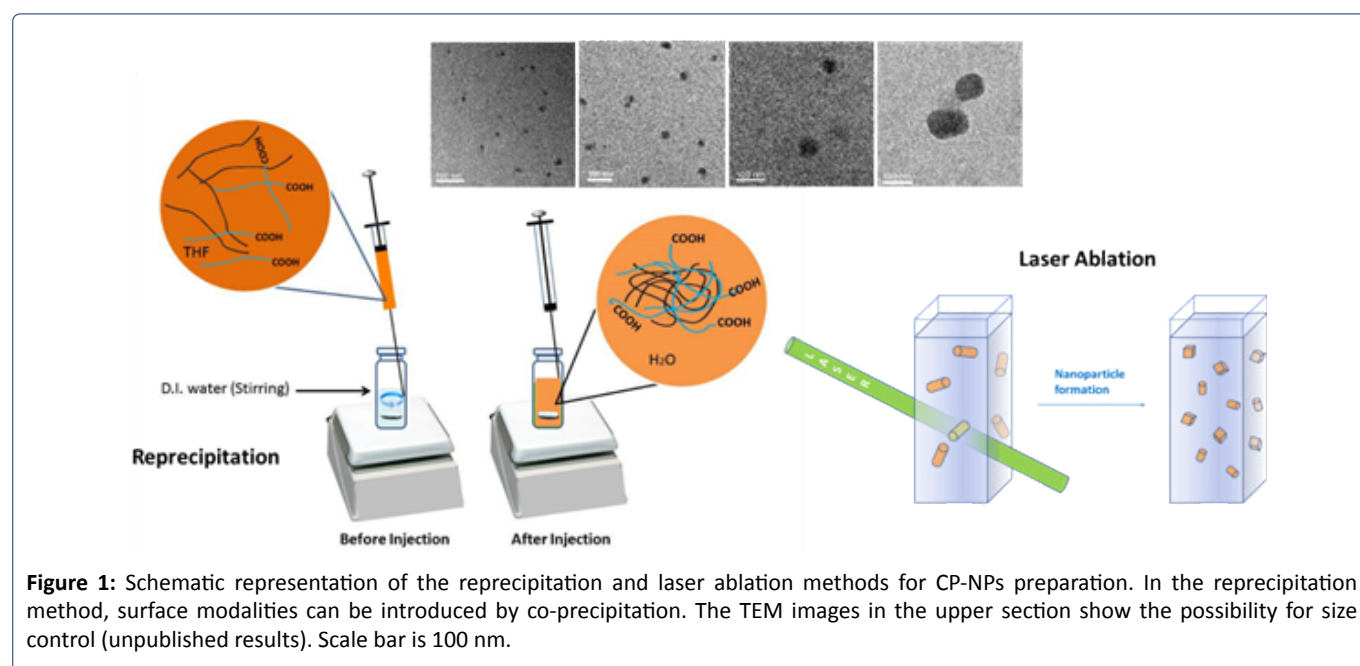 100 nm
COOH
COOH
THF
COOH
COOH
COOH
COOH
COOH
COOH
H₂O
D.I. water (Stirring)
Reprecipitation
Before Injection
After Injection
Laser Ablation
LASER
Nanoparticle
formation
Figure 1: Schematic representation of the reprecipitation and laser ablation methods for CP-NPs preparation. In the reprecipitation
method, surface modalities can be introduced by co-precipitation. The TEM images in the upper section show the possibility for size
control (unpublished results). Scale bar is 100 nm.